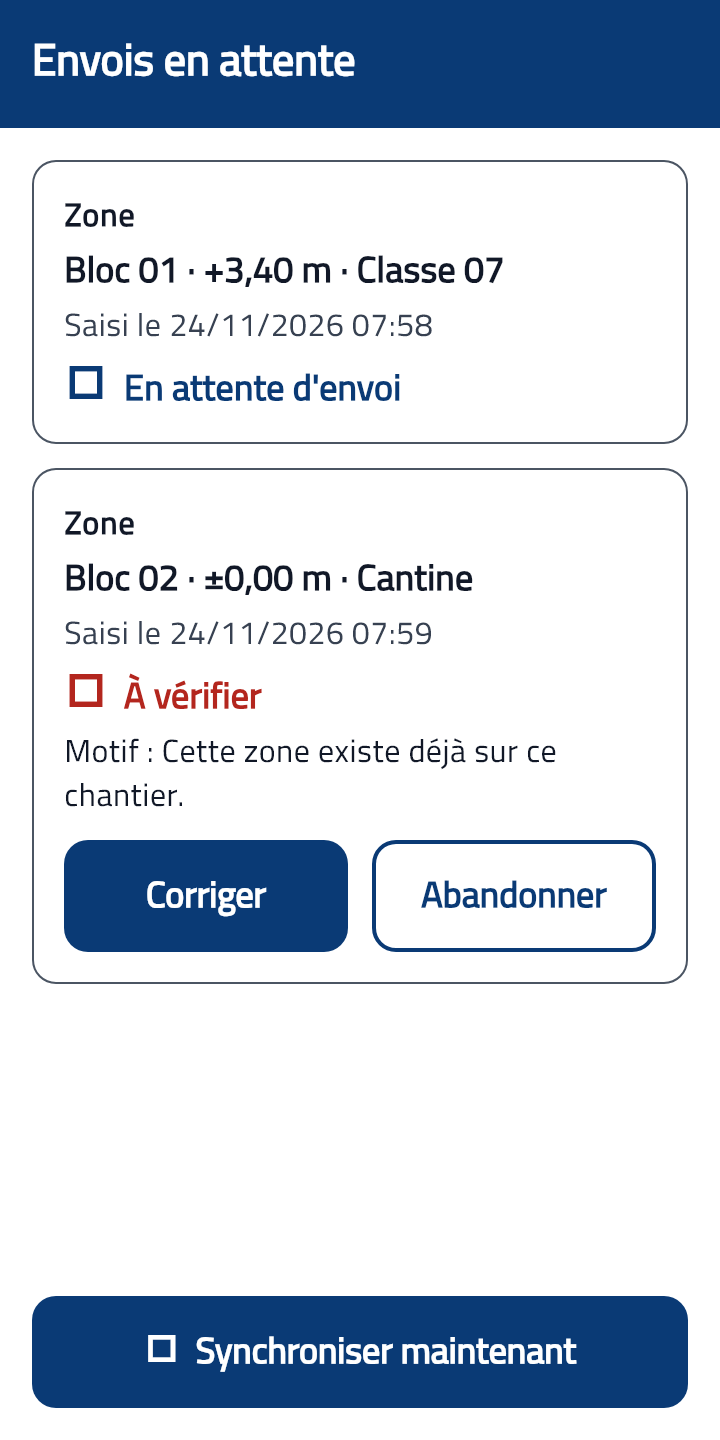 Envois en attente
Zone
Bloc 01 · +3,40 m · Classe 07
Saisi le 24/11/2026 07:58
En attente d'envoi
Zone
Bloc 02 · ±0,00 m · Cantine
Saisi le 24/11/2026 07:59
À vérifier
Motif : Cette zone existe déjà sur ce
chantier.
Corriger
Abandonner
Synchroniser maintenant